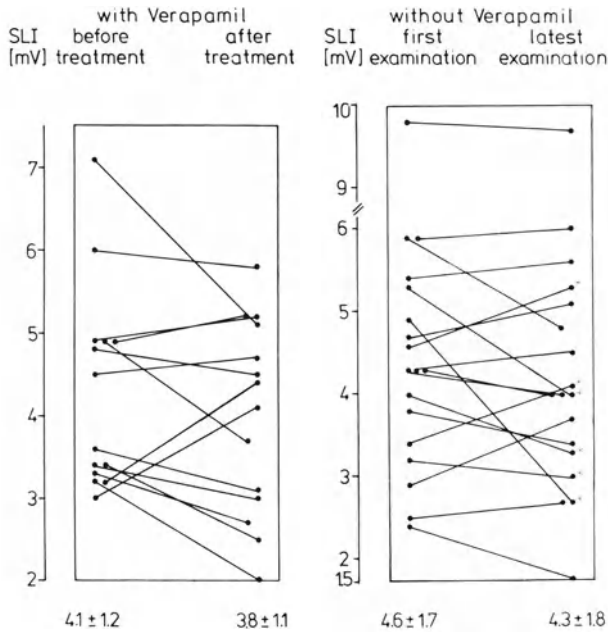 with Verapamil
SLI before after
[mV] treatment treatment
7
6
5
4
3
2
4.1 ± 1.2 3.8 ± 1.1
without Verapamil
SLI first latest
[mV] examination examination
10
9
6
5
4
3
2
1.5
4.6 ± 1.7 4.3 ± 1.8